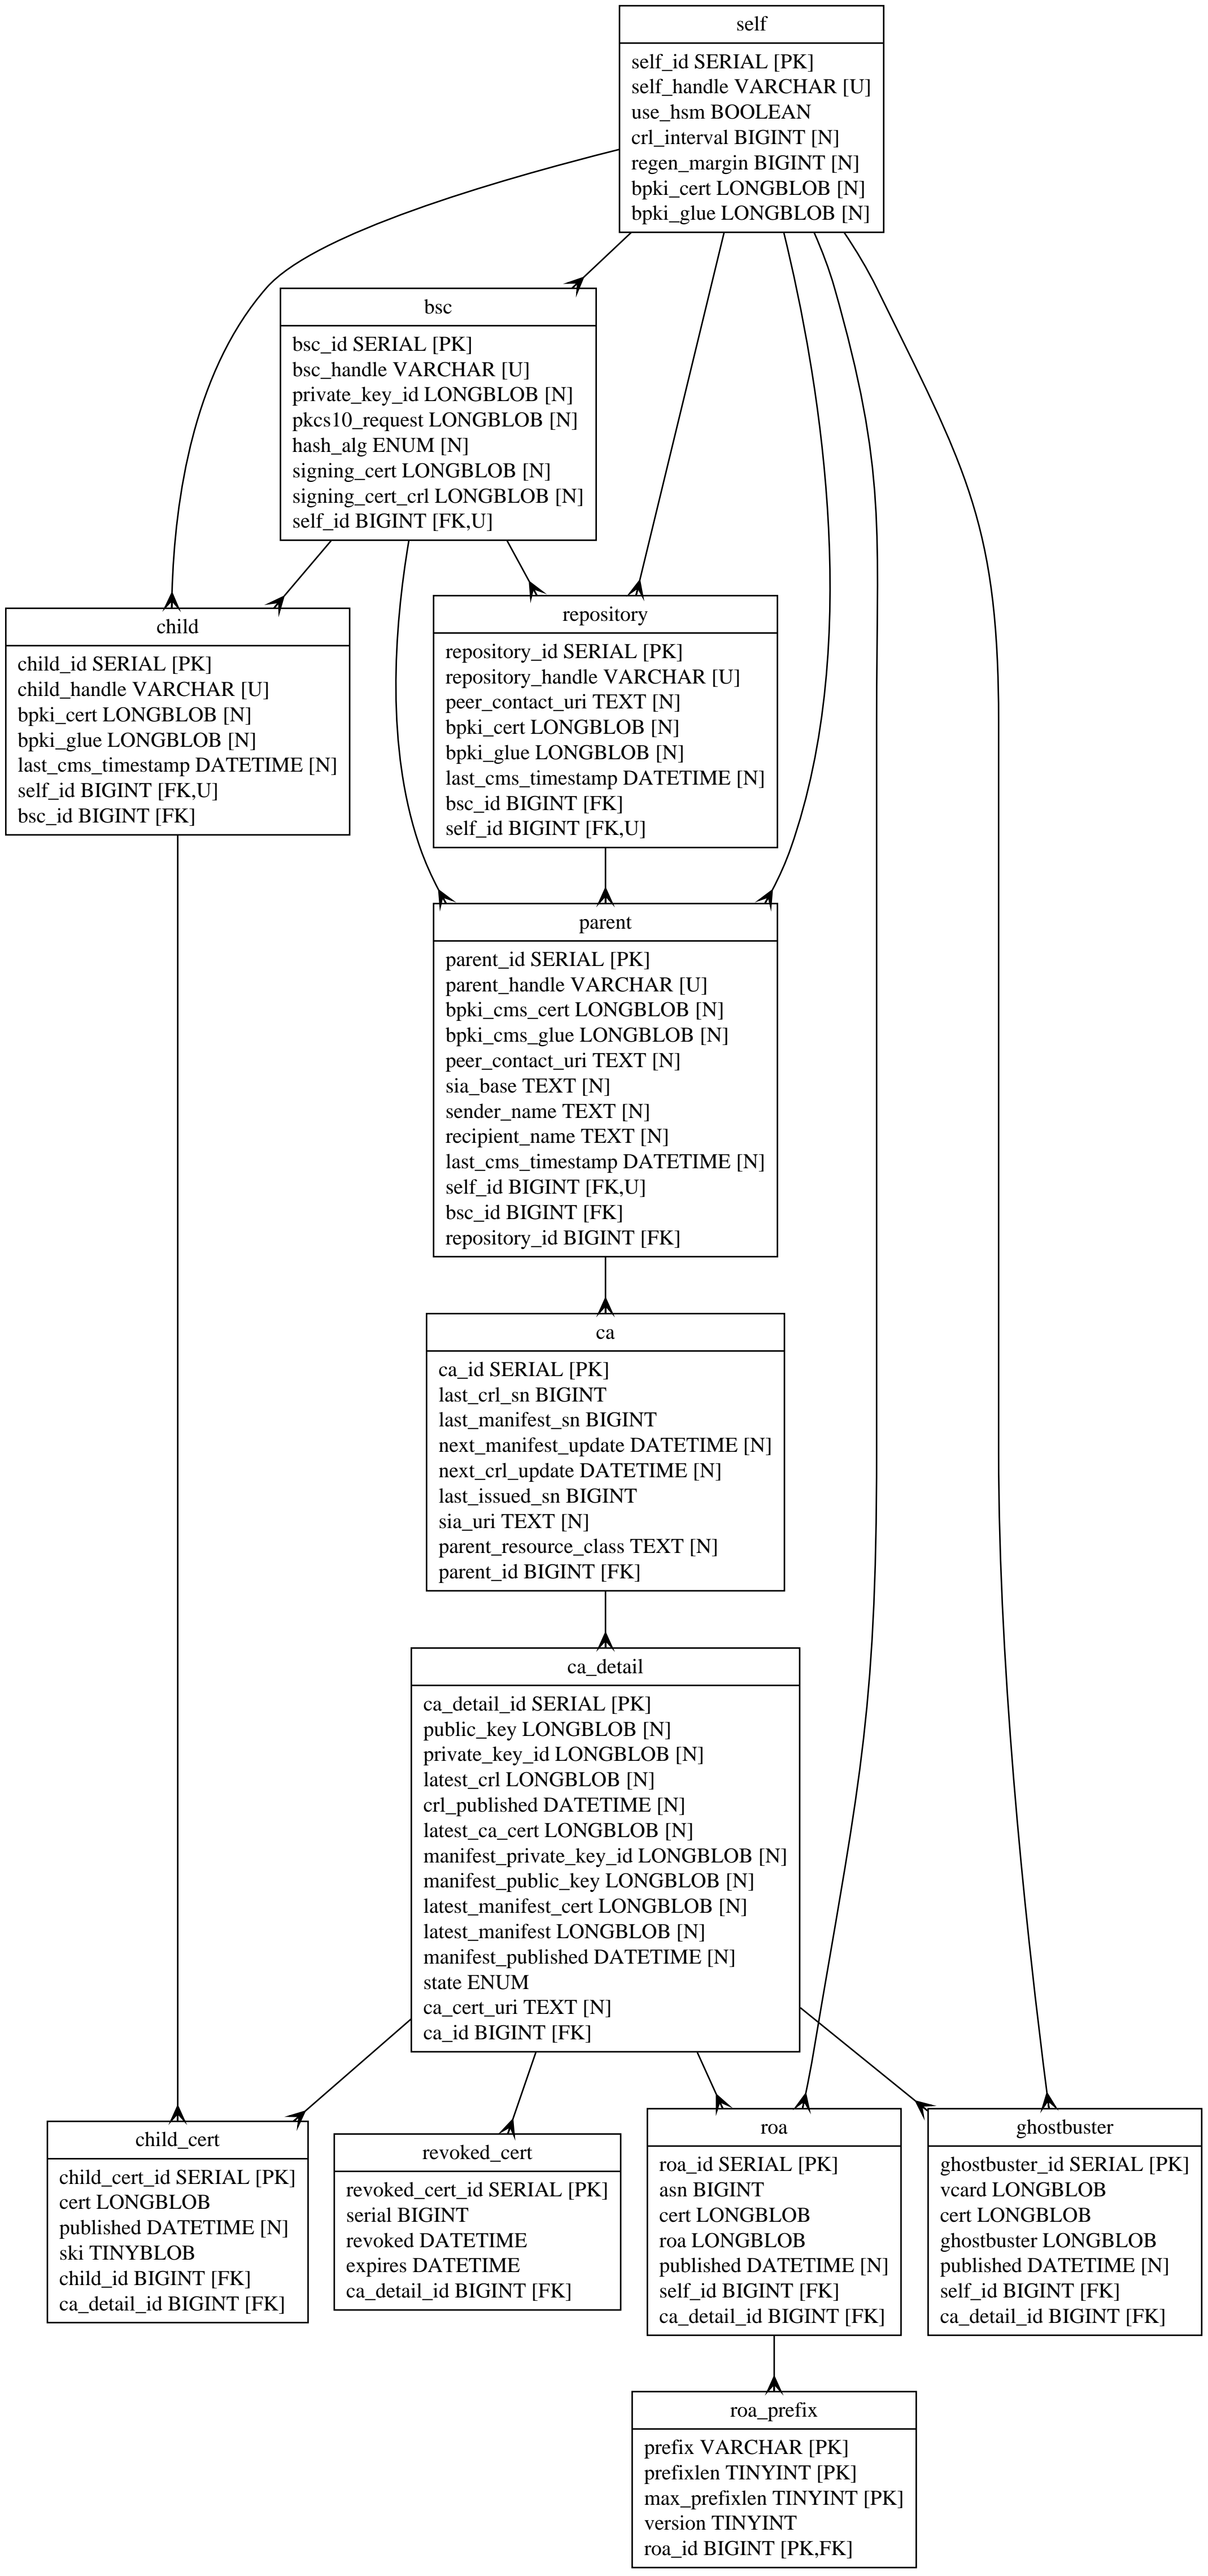 self
self_id SERIAL [PK]
self_handle VARCHAR [U]
use_hsm BOOLEAN
crl_interval BIGINT [N]
regen_margin BIGINT [N]
bpki_cert LONGBLOB [N]
bpki_glue LONGBLOB [N]
bsc
bsc_id SERIAL [PK]
bsc_handle VARCHAR [U]
private_key_id LONGBLOB [N]
pkcs10_request LONGBLOB [N]
hash_alg ENUM [N]
signing_cert LONGBLOB [N]
signing_cert_crl LONGBLOB [N]
self_id BIGINT [FK,U]
child
child_id SERIAL [PK]
child_handle VARCHAR [U]
bpki_cert LONGBLOB [N]
bpki_glue LONGBLOB [N]
last_cms_timestamp DATETIME [N]
self_id BIGINT [FK,U]
bsc_id BIGINT [FK]
repository
repository_id SERIAL [PK]
repository_handle VARCHAR [U]
peer_contact_uri TEXT [N]
bpki_cert LONGBLOB [N]
bpki_glue LONGBLOB [N]
last_cms_timestamp DATETIME [N]
bsc_id BIGINT [FK]
self_id BIGINT [FK,U]
parent
parent_id SERIAL [PK]
parent_handle VARCHAR [U]
bpki_cms_cert LONGBLOB [N]
bpki_cms_glue LONGBLOB [N]
peer_contact_uri TEXT [N]
sia_base TEXT [N]
sender_name TEXT [N]
recipient_name TEXT [N]
last_cms_timestamp DATETIME [N]
self_id BIGINT [FK,U]
bsc_id BIGINT [FK]
repository_id BIGINT [FK]
ca
ca_id SERIAL [PK]
last_crl_sn BIGINT
last_manifest_sn BIGINT
next_manifest_update DATETIME [N]
next_crl_update DATETIME [N]
last_issued_sn BIGINT
sia_uri TEXT [N]
parent_resource_class TEXT [N]
parent_id BIGINT [FK]
ca_detail
ca_detail_id SERIAL [PK]
public_key LONGBLOB [N]
private_key_id LONGBLOB [N]
latest_crl LONGBLOB [N]
crl_published DATETIME [N]
latest_ca_cert LONGBLOB [N]
manifest_private_key_id LONGBLOB [N]
manifest_public_key LONGBLOB [N]
latest_manifest_cert LONGBLOB [N]
latest_manifest LONGBLOB [N]
manifest_published DATETIME [N]
state ENUM
ca_cert_uri TEXT [N]
ca_id BIGINT [FK]
child_cert
child_cert_id SERIAL [PK]
cert LONGBLOB
published DATETIME [N]
ski TINYBLOB
child_id BIGINT [FK]
ca_detail_id BIGINT [FK]
revoked_cert
revoked_cert_id SERIAL [PK]
serial BIGINT
revoked DATETIME
expires DATETIME
ca_detail_id BIGINT [FK]
roa
roa_id SERIAL [PK]
asn BIGINT
cert LONGBLOB
roa LONGBLOB
published DATETIME [N]
self_id BIGINT [FK]
ca_detail_id BIGINT [FK]
ghostbuster
ghostbuster_id SERIAL [PK]
vcard LONGBLOB
cert LONGBLOB
ghostbuster LONGBLOB
published DATETIME [N]
self_id BIGINT [FK]
ca_detail_id BIGINT [FK]
roa_prefix
prefix VARCHAR [PK]
prefixlen TINYINT [PK]
max_prefixlen TINYINT [PK]
version TINYINT
roa_id BIGINT [PK,FK]